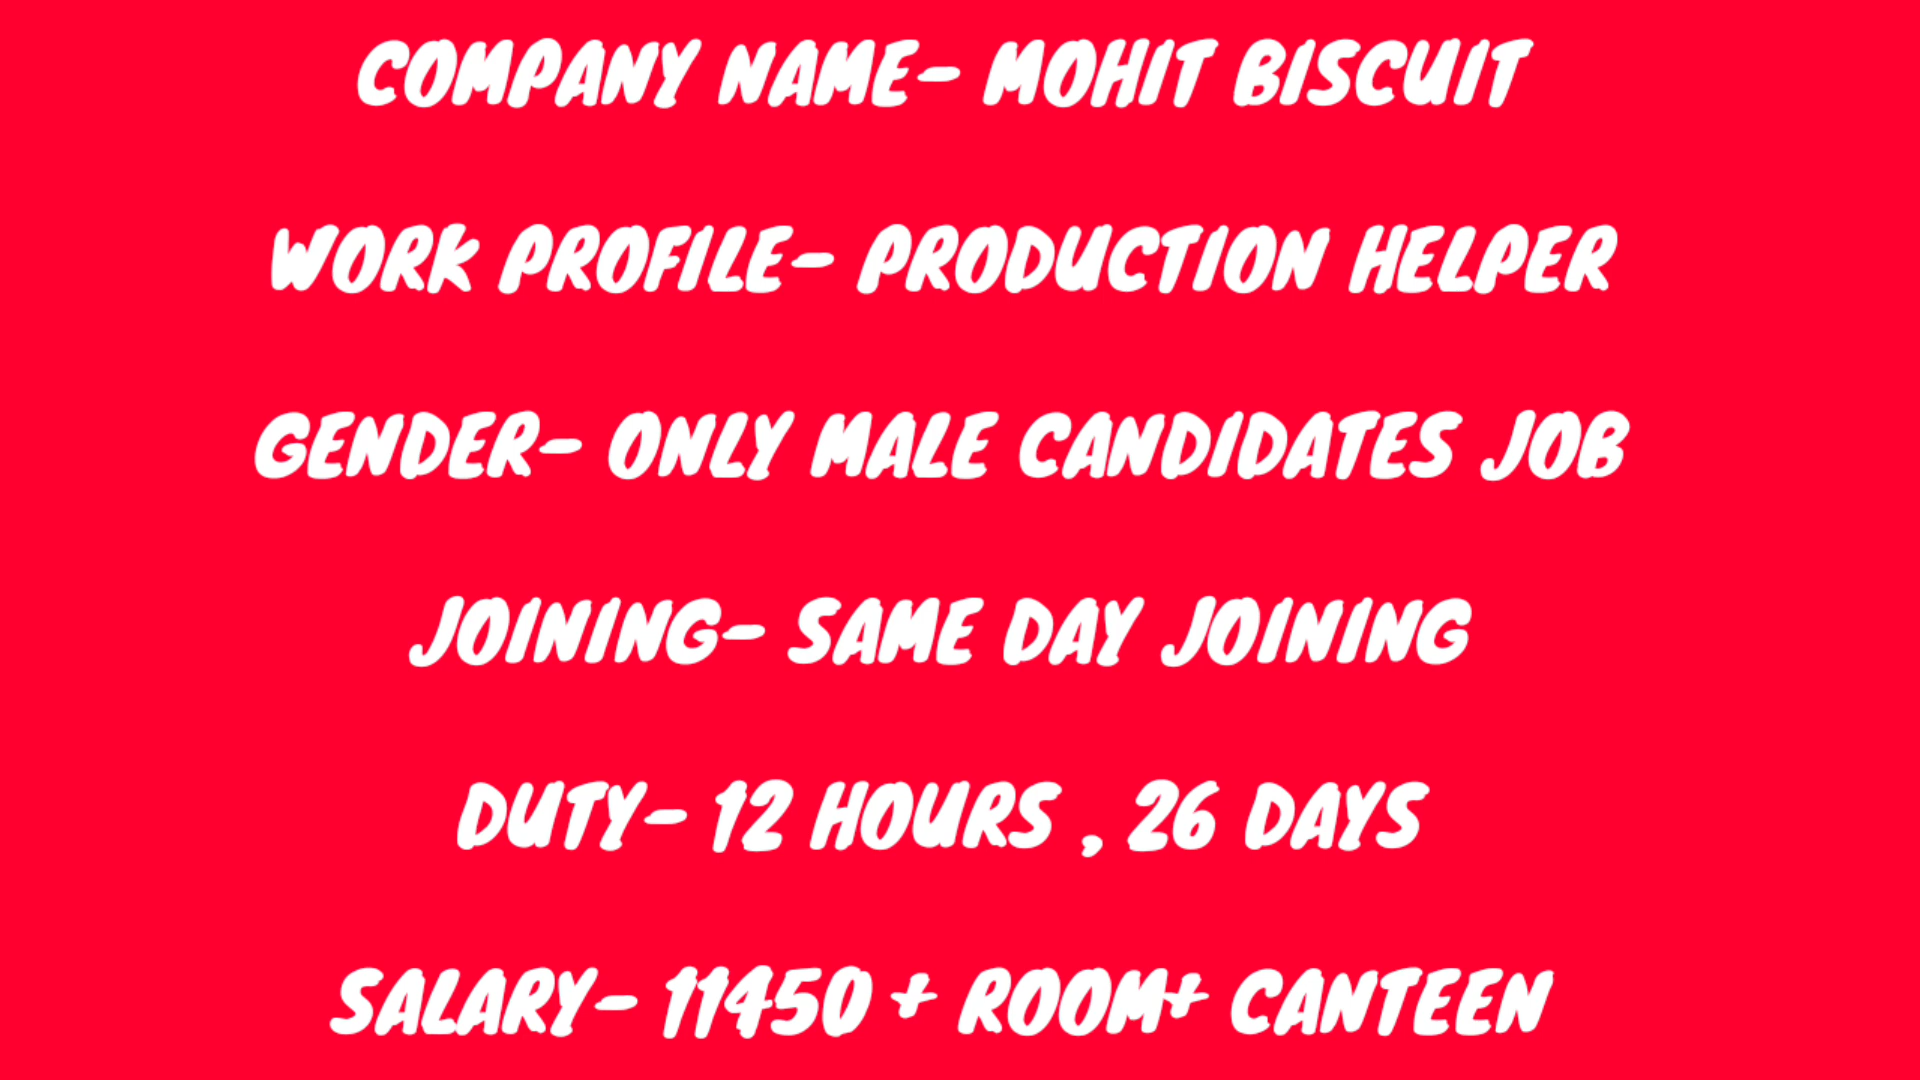 COMPANY NAME- MOHIT BISCUIT
WORK PROFILE- PRODUCTION HELPER
GENDER- ONLY MALE CANDIDATES JOB
JOINING- SAME DAY JOINING
DUTY- 12 HOURS , 26 DAYS
SALARY- 11450 + ROOM+ CANTEEN